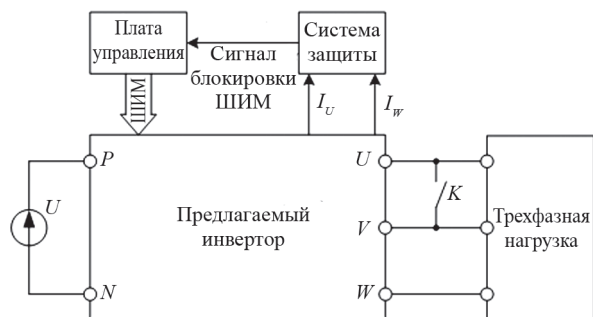 Плата
управления
Система
защиты
Сигнал
блокировки
ШИМ
ШИМ
I_U
I_W
P
U
U
K
Предлагаемый
инвертор
V
Трехфазная
нагрузка
N
W